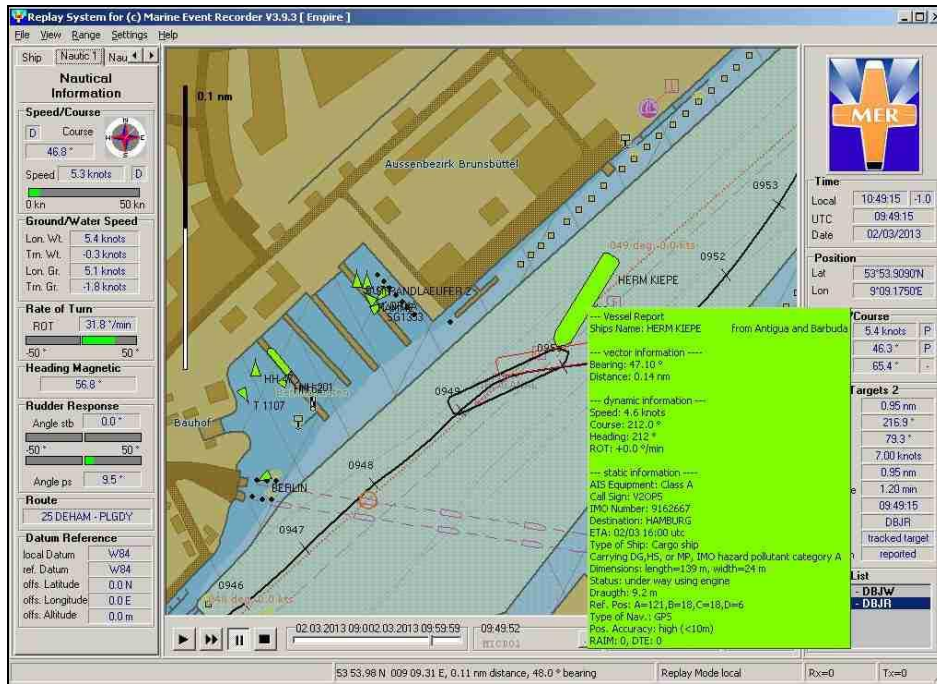 Replay System for (c) Marine Event Recorder V3.9.3 [ Empire ]
File View Range Settings Help
Ship Nautic 1 Nau
Nautical
Information
Speed/Course
D Course
46.8 °
Speed 5.3 knots D
0 kn 50 kn
Ground/Water Speed
Lon. Wt. 5.4 knots
Trn. Wt. -0.3 knots
Lon. Gr. 5.1 knots
Trn. Gr. -1.8 knots
Rate of Turn
ROT 31.8 °/min
-50 ° 50 °
Heading Magnetic
56.8 °
Rudder Response
Angle stb 0.0 °
-50 ° 50 °
Angle ps 9.5 °
Route
25 DEHAM - PLGDY
Datum Reference
local Datum W84
ref. Datum W84
offs. Latitude 0.0 N
offs. Longitude 0.0 E
offs. Altitude 0.0 m
0.1 nm
Aussenbezirk Brunsbüttel
0953
0952
049 deg,-0.0 kts
HERM KIEPE
STRANDLAEUFER 2
SG1353
0949
T 1107
Bauhof
0948
BERLIN
0947
0946
048 deg,-0.0 kts
--- Vessel Report
Ships Name: HERM KIEPE from Antigua and Barbuda
--- vector information ----
Bearing: 47.10 °
Distance: 0.14 nm
--- dynamic information ----
Speed: 4.6 knots
Course: 212.0 °
Heading: 212 °
ROT: +0.0 °/min
--- static information ----
AIS Equipment: Class A
Call Sign: V2OP5
IMO Number: 9162667
Destination: HAMBURG
ETA: 02/03 16:00 utc
Type of Ship: Cargo ship
Carrying DG,HS, or MP, IMO hazard pollutant category A
Dimensions: length=139 m, width=24 m
Status: under way using engine
Draugth: 9.2 m
Ref. Pos: A=121,B=18,C=18,D=6
Type of Nav.: GPS
Pos. Accuracy: high (<10m)
RAIM: 0, DTE: 0
MER
Time
Local 10:49:15 -1.0
UTC 09:49:15
Date 02/03/2013
Position
Lat 53°53.9090'N
Lon 9°09.1750'E
/Course
5.4 knots P
46.3 ° P
65.4 ° -
Targets 2
0.95 nm
216.9 °
79.3 °
7.00 knots
0.95 nm
1.20 min
09:49:15
DBJR
tracked target
reported
List
- DBJW
- DBJR
02.03.2013 09:00 02.03.2013 09:59:59
09:49:52
MICRO2
53 53.98 N 009 09.31 E, 0.11 nm distance, 48.0 ° bearing
Replay Mode local
Rx=0
Tx=0